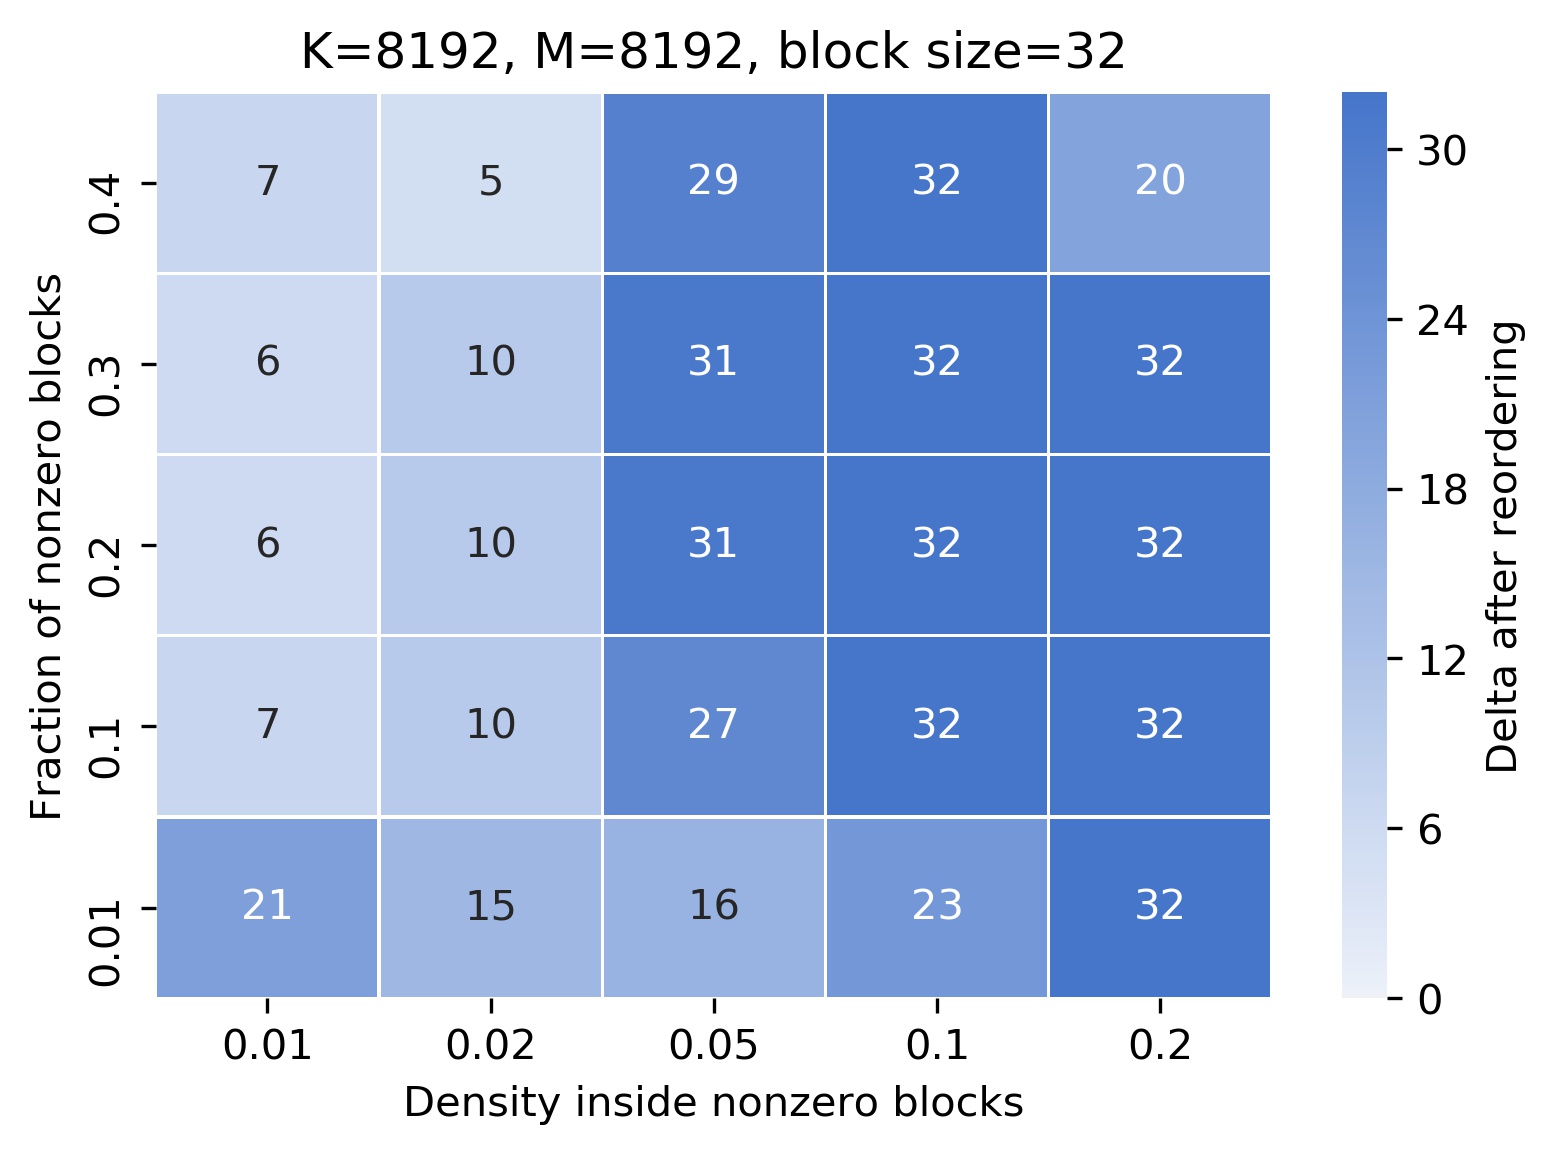 K=8192, M=8192, block size=32
Fraction of nonzero blocks
0.4 7 5 29 32 20
0.3 6 10 31 32 32
0.2 6 10 31 32 32
0.1 7 10 27 32 32
0.01 21 15 16 23 32
0.01 0.02 0.05 0.1 0.2
Density inside nonzero blocks
30
24
18
12
6
0
Delta after reordering